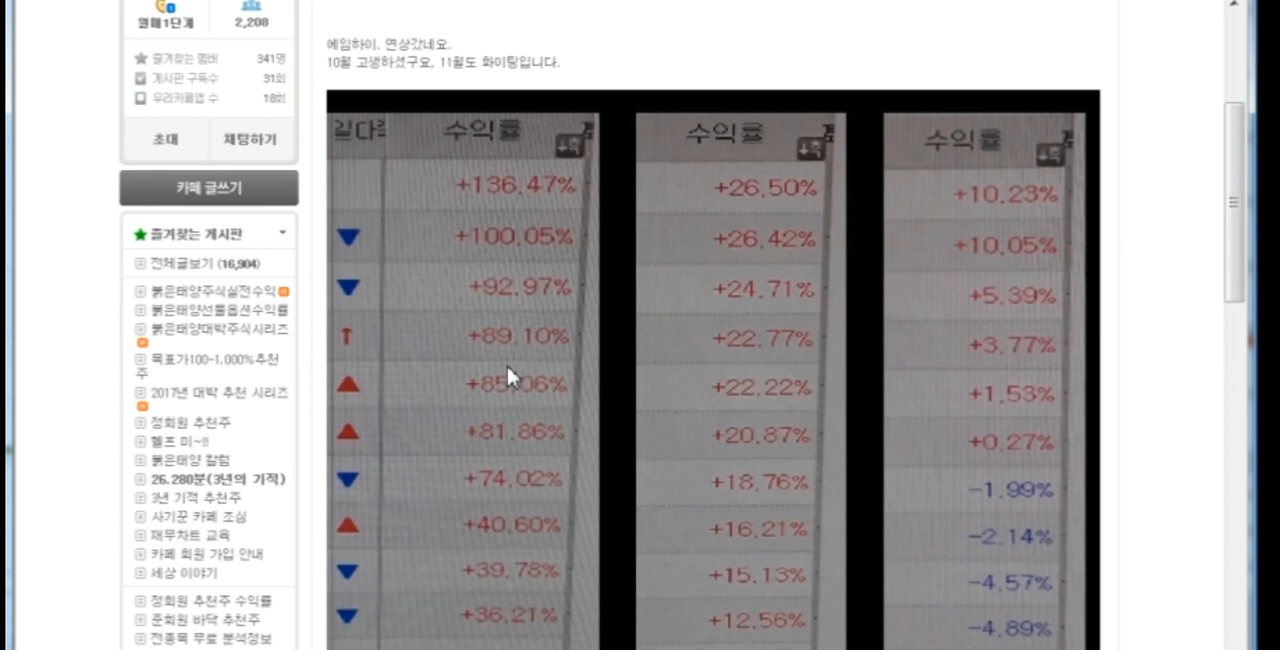 열매1단계
2,208
즐겨찾는 멤버 341명
게시판 구독수 31회
우리카페앱 수 18회
초대 채팅하기
카페 글쓰기
즐겨찾는 게시판
전체글보기 (16,904)
붉은태양주식실전수익
붉은태양선물옵션수익률
붉은태양대박주식시리즈
목표가100~1.000%추천
주
2017년 대박 추천 시리즈
정회원 추천주
헬프 미~!!
붉은태양 칼럼
26.280분(3년의 기적)
3년 기적 추천주
사기꾼 카페 조심
재무차트 교육
카페 회원 가입 안내
세상 이야기
정회원 추천주 수익률
준회원 바닥 추천주
전종목 무료 분석정보
에임하이. 연상갔네요.
10월 고생하셨구요, 11월도 화이팅입니다.
수익률
+136.47%
+100.05%
+92.97%
+89.10%
+85.06%
+81.86%
+74.02%
+40.60%
+39.78%
+36.21%
수익률
+26.50%
+26.42%
+24.71%
+22.77%
+22.22%
+20.87%
+18.76%
+16.21%
+15.13%
+12.56%
수익률
+10.23%
+10.05%
+5.39%
+3.77%
+1.53%
+0.27%
-1.99%
-2.14%
-4.57%
-4.89%